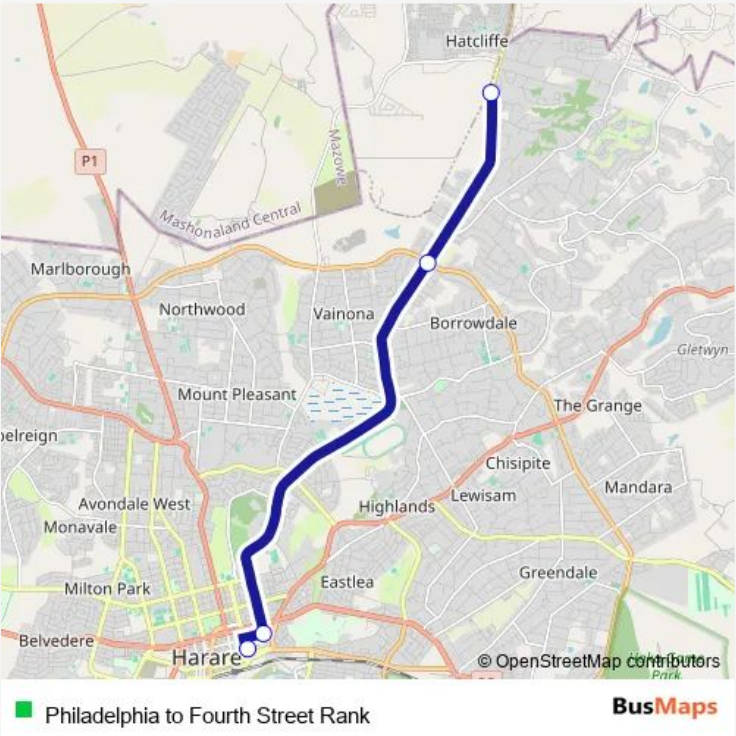 Hatcliffe
P1
Mazowe
Mashonaland Central
Marlborough
Northwood
Vainona
Borrowdale
Gletwyn
Mount Pleasant
The Grange
pelreign
Chisipite
Mandara
Lewisam
Avondale West
Highlands
Monavale
Greendale
Eastlea
Milton Park
Belvedere
Harare
© OpenStreetMap contributors
Park
Philadelphia to Fourth Street Rank
BusMaps